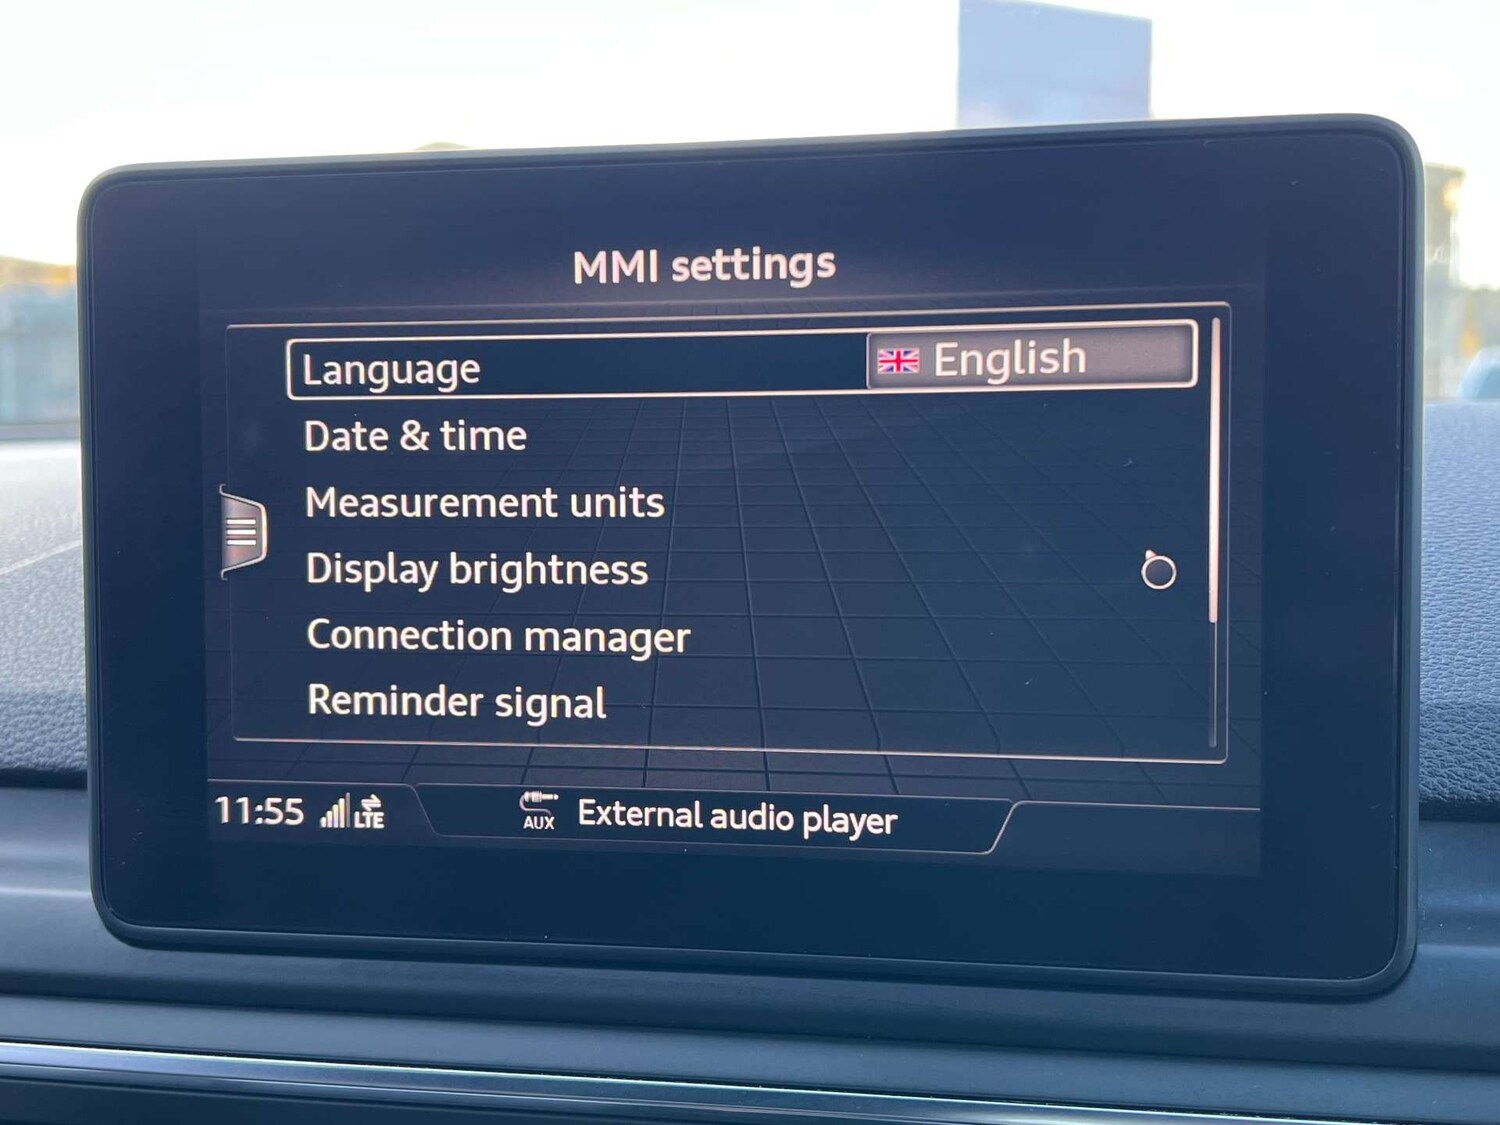 MMI settings
Language English
Date & time
Measurement units
Display brightness
Connection manager
Reminder signal
11:55 LTE AUX External audio player